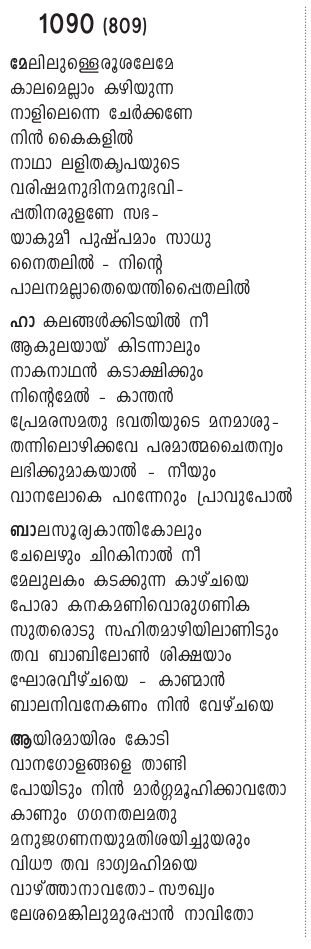 1090 (809)
മേലിലുള്ളെരൂശലേമേ
കാലമെല്ലാം കഴിയുന്ന
നാളിലെന്നെ ചേർക്കണേ
നിൻ കൈകളിൽ
നാഥാ ലളിതകൃപയുടെ
വരിഷമനുദിനമനുഭവി-
പ്പതിനരുളണേ സഭ-
യാകുമീ പുഷ്പമാം സാധു
നൈതലിൽ - നിന്റെ
പാലനമല്ലാതെയെന്തിപ്പൈതലിൽ
ഹാ കലങ്ങൾക്കിടയിൽ നീ
ആകുലയായ് കിടന്നാലും
നാകനാഥൻ കടാക്ഷിക്കും
നിന്റെമേൽ - കാന്തൻ
പ്രേമരസമതു ഭവതിയുടെ മനമാശു-
തന്നിലൊഴിക്കവേ പരമാത്മചൈതന്യം
ലഭിക്കുമാകയാൽ - നീയും
വാനലോകെ പറന്നേറും പ്രാവുപോൽ
ബാലസൂര്യകാന്തികോലും
ചേലെഴും ചിറകിനാൽ നീ
മേലുലകം കടക്കുന്ന കാഴ്ചയെ
പോരാ കനകമണിവൊരുഗണിക
സുതരൊടു സഹിതമാഴിയിലാണിടും
തവ ബാബിലോൺ ശിക്ഷയാം
ഘോരവീഴ്ചയെ - കാണ്മാൻ
ബാലനിവനേകണം നിൻ വേഴ്ചയെ
ആയിരമായിരം കോടി
വാനഗോളങ്ങളെ താണ്ടി
പോയിടും നിൻ മാർഗ്ഗമൂഹിക്കാവതോ
കാണും ഗഗനതലമതു
മനുജഗണനയുമതിശയിച്ചുയരും
വിധൗ തവ ഭാഗ്യമഹിമയെ
വാഴ്ത്താനാവതോ-സൗഖ്യം
ലേശമെങ്കിലുമുരപ്പാൻ നാവിതോ